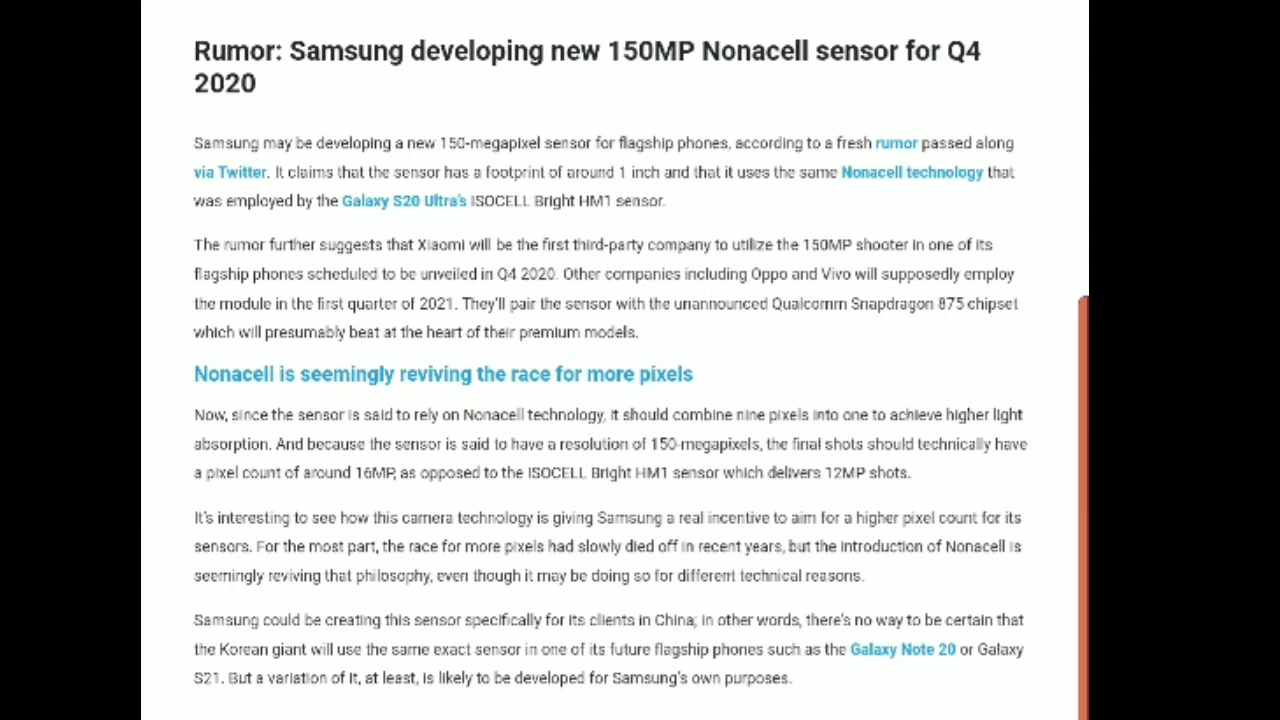 Rumor: Samsung developing new 150MP Nonacell sensor for Q4
2020
Samsung may be developing a new 150-megapixel sensor for flagship phones, according to a fresh rumor passed along
via Twitter. It claims that the sensor has a footprint of around 1 inch and that it uses the same Nonacell technology that
was employed by the Galaxy S20 Ultra's ISOCELL Bright HM1 sensor.
The rumor further suggests that Xiaomi will be the first third-party company to utilize the 150MP shooter in one of its
flagship phones scheduled to be unveiled in Q4 2020. Other companies including Oppo and Vivo will supposedly employ
the module in the first quarter of 2021. They'll pair the sensor with the unannounced Qualcomm Snapdragon 875 chipset
which will presumably beat at the heart of their premium models.
Nonacell is seemingly reviving the race for more pixels
Now, since the sensor is said to rely on Nonacell technology, it should combine nine pixels into one to achieve higher light
absorption. And because the sensor is said to have a resolution of 150-megapixels, the final shots should technically have
a pixel count of around 16MP, as opposed to the ISOCELL Bright HM1 sensor which delivers 12MP shots.
It's interesting to see how this camera technology is giving Samsung a real incentive to aim for a higher pixel count for its
sensors. For the most part, the race for more pixels had slowly died off in recent years, but the introduction of Nonacell is
seemingly reviving that philosophy, even though it may be doing so for different technical reasons.
Samsung could be creating this sensor specifically for its clients in China; in other words, there's no way to be certain that
the Korean giant will use the same exact sensor in one of its future flagship phones such as the Galaxy Note 20 or Galaxy
S21. But a variation of it, at least, is likely to be developed for Samsung's own purposes.